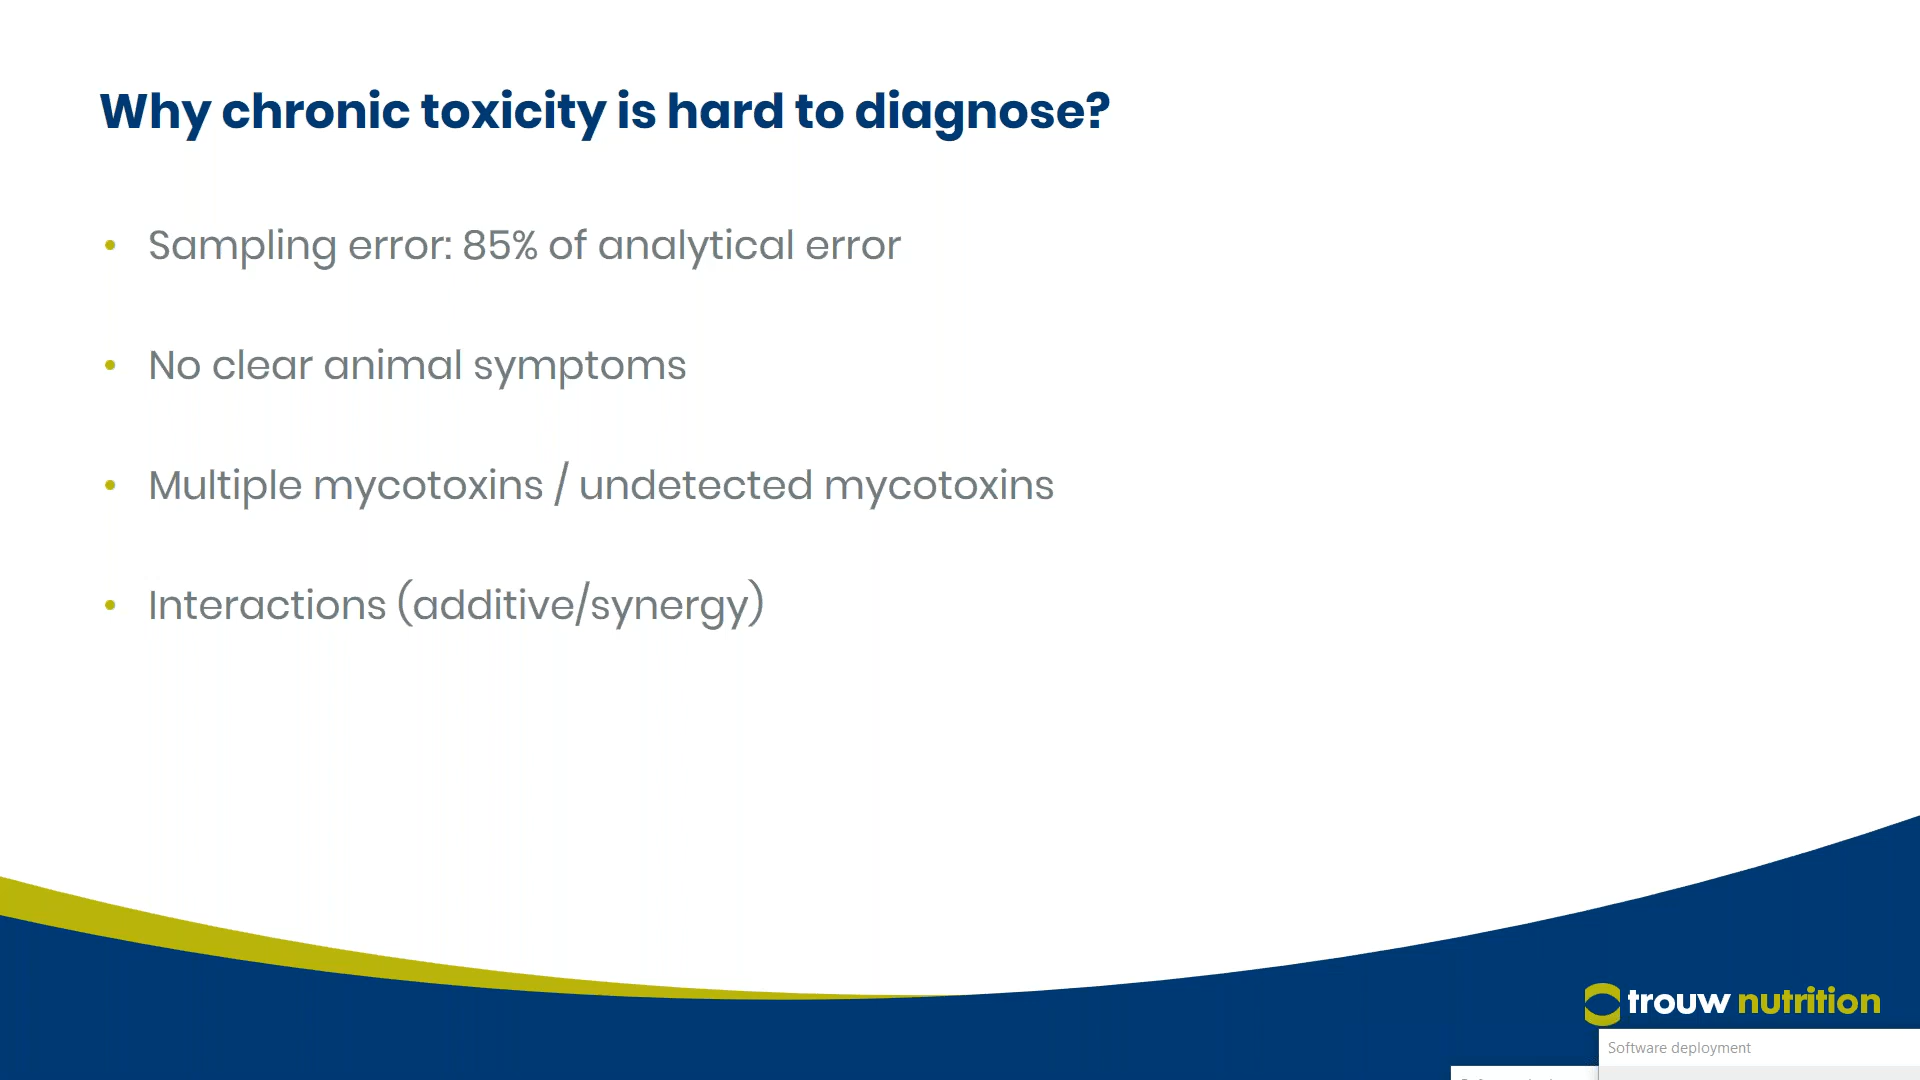 Why chronic toxicity is hard to diagnose?
• Sampling error: 85% of analytical error
• No clear animal symptoms
• Multiple mycotoxins / undetected mycotoxins
• Interactions (additive/synergy)
trouw nutrition
Software deployment